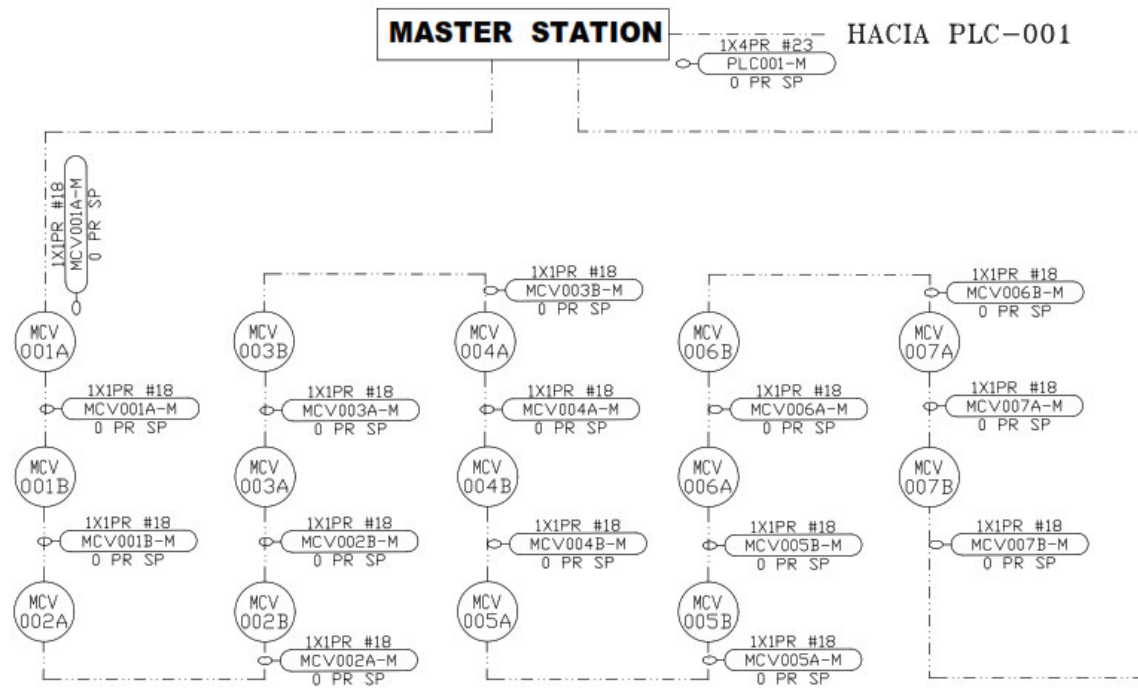 MASTER STATION
HACIA PLC-001
1X4PR #23
PLC001-M
0 PR SP
1X1PR #18
MCV001A-M
0 PR SP
MCV
001A
1X1PR #18
MCV001A-M
0 PR SP
MCV
001B
1X1PR #18
MCV001B-M
0 PR SP
MCV
002A
MCV
003B
1X1PR #18
MCV003A-M
0 PR SP
MCV
003A
1X1PR #18
MCV002B-M
0 PR SP
MCV
002B
1X1PR #18
MCV002A-M
0 PR SP
1X1PR #18
MCV003B-M
0 PR SP
MCV
004A
1X1PR #18
MCV004A-M
0 PR SP
MCV
004B
1X1PR #18
MCV004B-M
0 PR SP
MCV
005A
MCV
006B
1X1PR #18
MCV006A-M
0 PR SP
MCV
006A
1X1PR #18
MCV005B-M
0 PR SP
MCV
005B
1X1PR #18
MCV005A-M
0 PR SP
1X1PR #18
MCV006B-M
0 PR SP
MCV
007A
1X1PR #18
MCV007A-M
0 PR SP
MCV
007B
1X1PR #18
MCV007B-M
0 PR SP